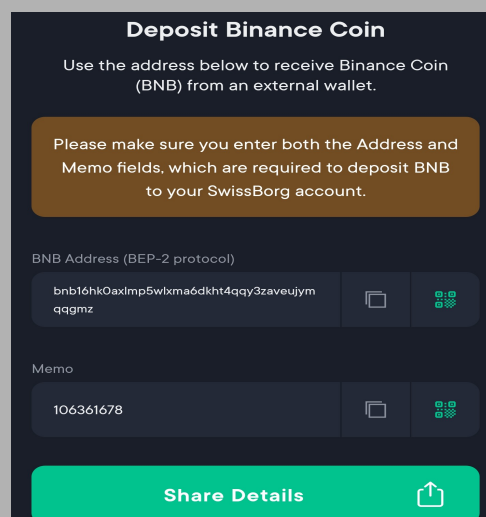 Deposit Binance Coin
Use the address below to receive Binance Coin
(BNB) from an external wallet.
Please make sure you enter both the Address and
Memo fields, which are required to deposit BNB
to your SwissBorg account.
BNB Address (BEP-2 protocol)
bnb16hk0axlmp5wlxma6dkht4qqy3zaveujym
qqgmz
Memo
106361678
Share Details